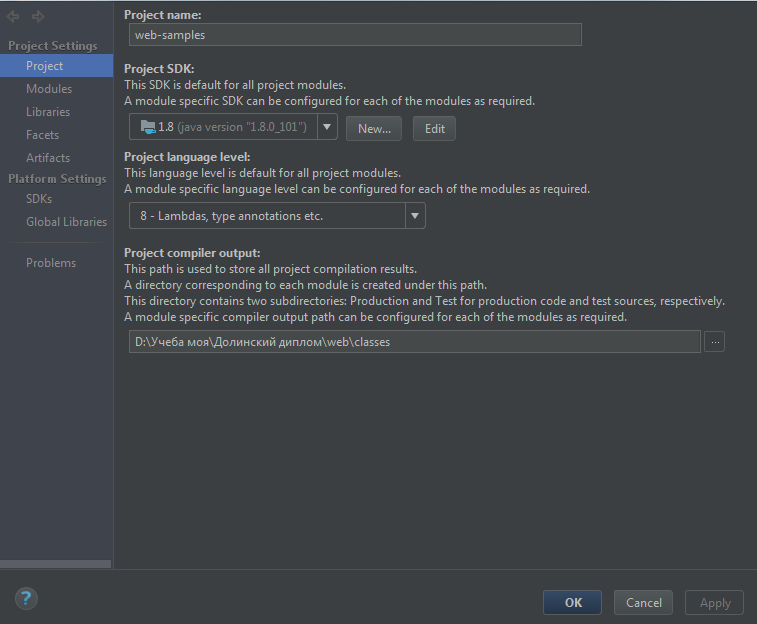 Project Settings
Project
Modules
Libraries
Facets
Artifacts
Platform Settings
SDKs
Global Libraries
Problems
Project name:
web-samples
Project SDK:
This SDK is default for all project modules.
A module specific SDK can be configured for each of the modules as required.
1.8 (java version "1.8.0_101")
New...
Edit
Project language level:
This language level is default for all project modules.
A module specific language level can be configured for each of the modules as required.
8 - Lambdas, type annotations etc.
Project compiler output:
This path is used to store all project compilation results.
A directory corresponding to each module is created under this path.
This directory contains two subdirectories: Production and Test for production code and test sources, respectively.
A module specific compiler output path can be configured for each of the modules as required.
D:\Учеба моя\Долинский диплом\web\classes
...
?
OK
Cancel
Apply